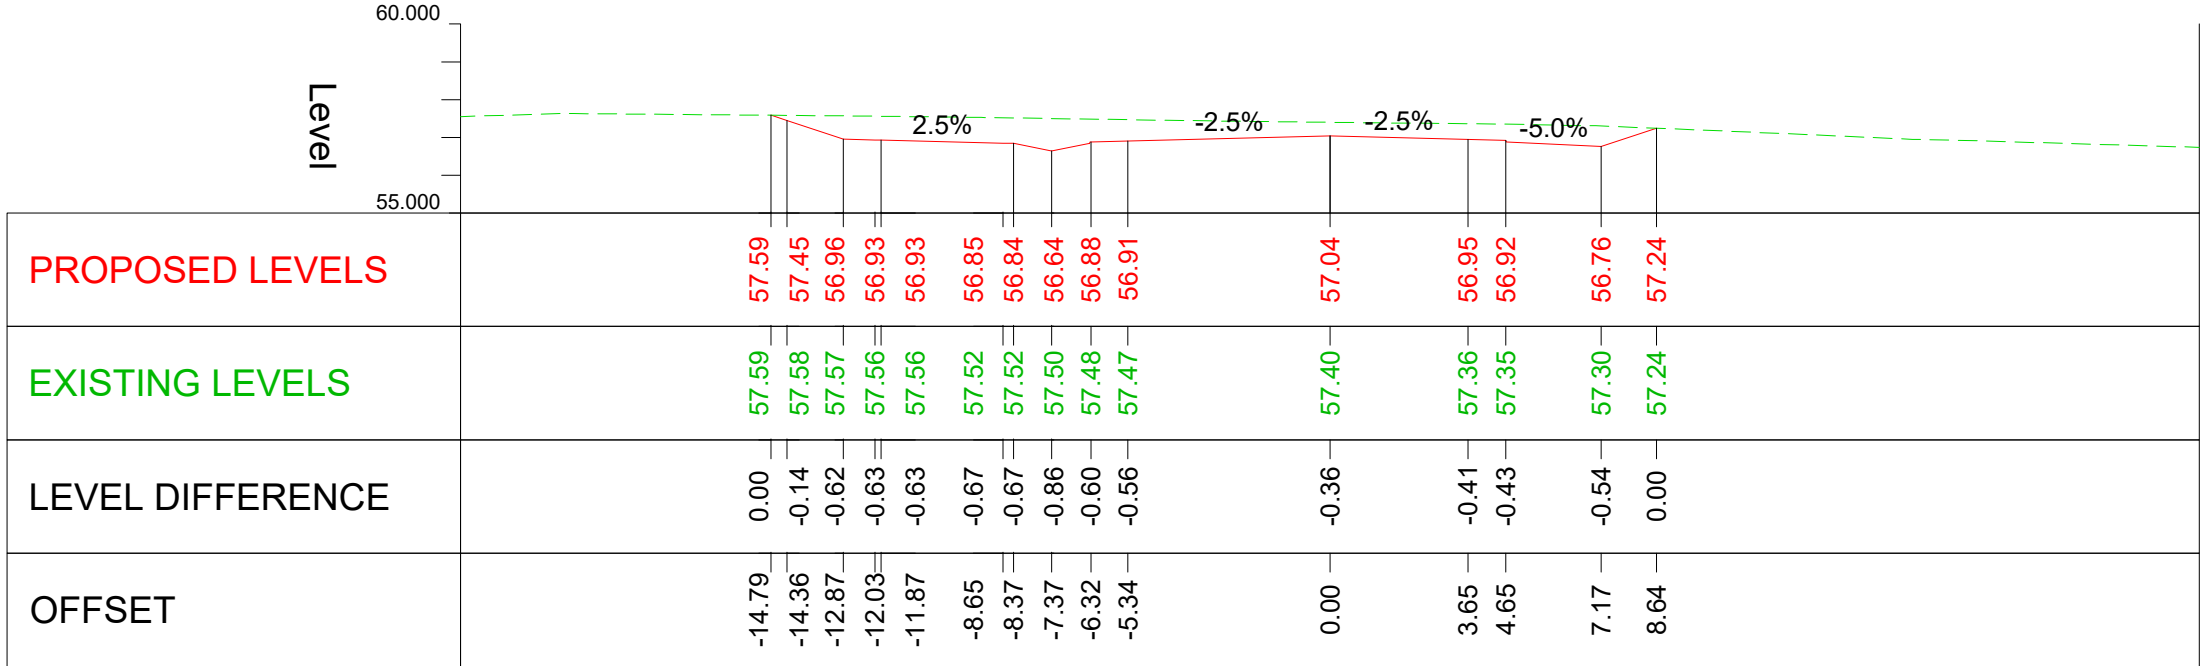 60.000
Level
55.000
2.5%
-2.5%
-2.5%
-5.0%
PROPOSED LEVELS
57.59 57.45 56.96 56.93 56.93 56.85 56.84 56.64 56.88 56.91 57.04 56.95 56.92 56.76 57.24
EXISTING LEVELS
57.59 57.58 57.57 57.56 57.56 57.52 57.52 57.50 57.48 57.47 57.40 57.36 57.35 57.30 57.24
LEVEL DIFFERENCE
0.00 -0.14 -0.62 -0.63 -0.63 -0.67 -0.67 -0.86 -0.60 -0.56 -0.36 -0.41 -0.43 -0.54 0.00
OFFSET
-14.79 -14.36 -12.87 -12.03 -11.87 -8.65 -8.37 -7.37 -6.32 -5.34 0.00 3.65 4.65 7.17 8.64